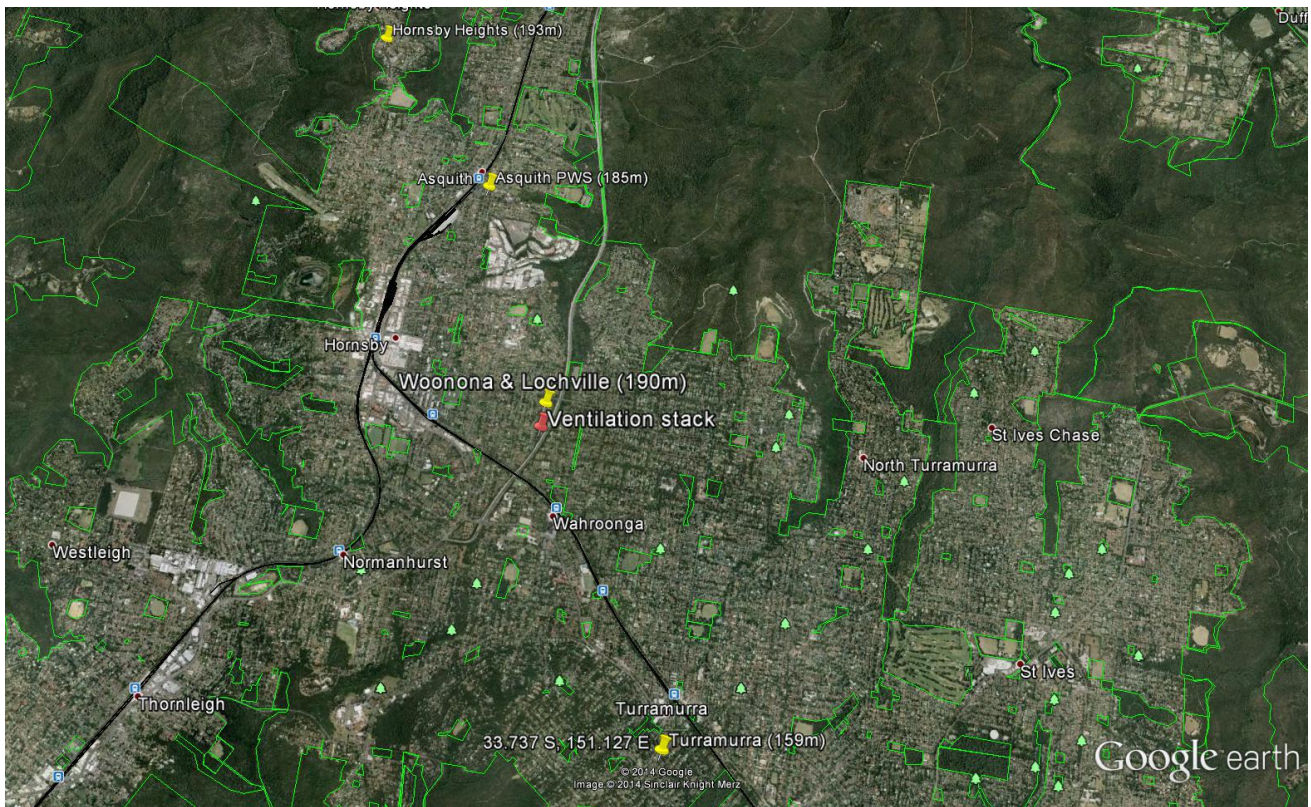 Hornsby Heights
Duff
Hornsby Heights (193m)
Asquith
Asquith PWS (185m)
Hornsby
Woonona & Lochville (190m)
Ventilation stack
St Ives Chase
North Turramurra
Wahroonga
Westleigh
Normanhurst
St Ives
Thornleigh
Turramurra
33.737 S, 151.127 E
Turramurra (159m)
Google earth
© 2014 Google
Image © 2014 Sinclair Knight Merz